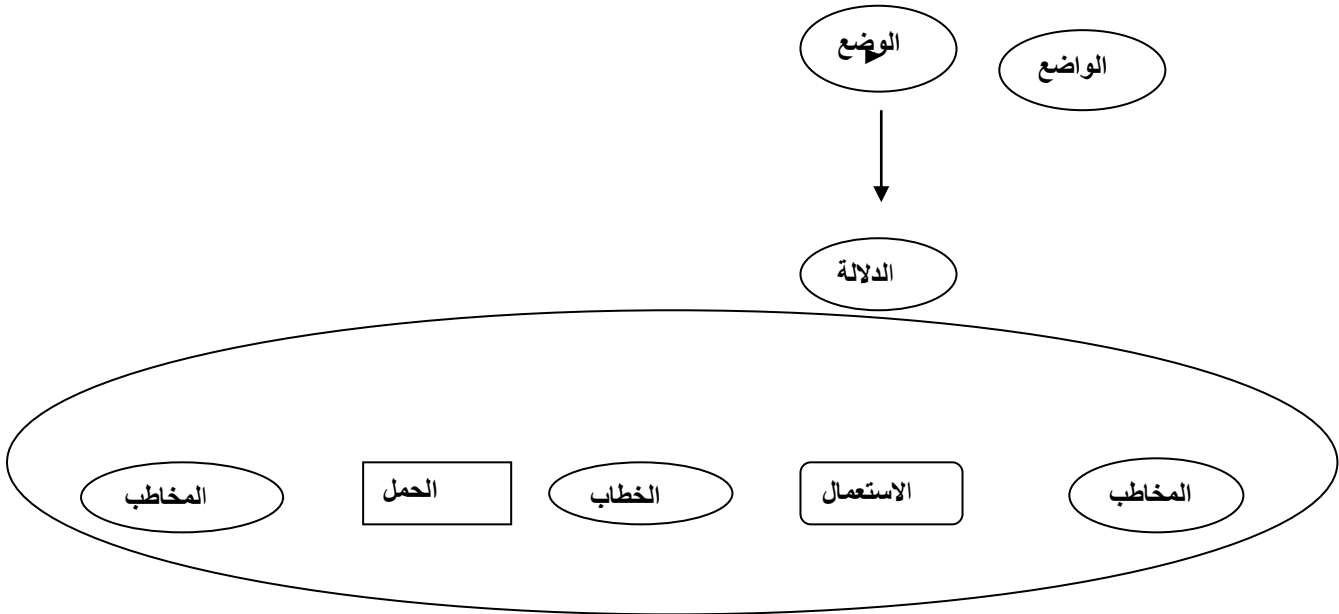 الوضع
الواضع
الدلالة
المخاطب
الاستعمال
الخطاب
الحمل
المخاطب